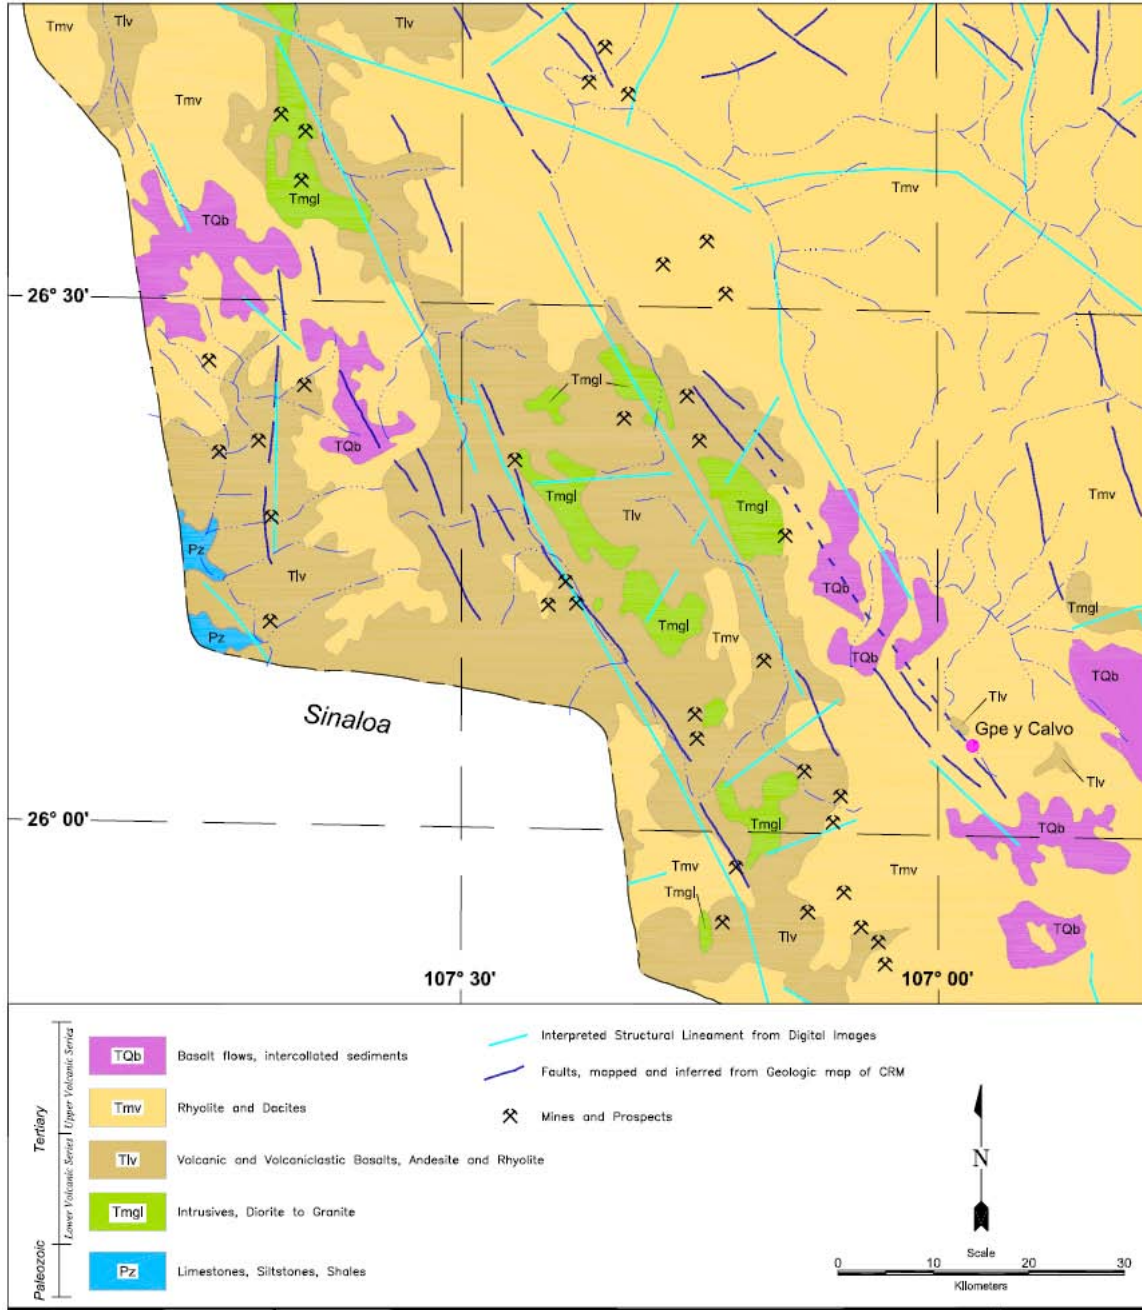 Tmv
Tlv
Tlv
Tmv
Tmgl
TQb
Tmv
26° 30'
Tmgl
TQb
Tmgl
Tmgl
Tmv
Tlv
Pz
Tlv
TQb
Tmgl
Pz
Tmgl
Tmv
TQb
TQb
Tlv
Sinaloa
Gpe y Calvo
Tlv
26° 00'
Tmgl
TQb
Tmv
Tmv
Tmgl
TQb
Tlv
107° 30'
107° 00'
Tertiary
Upper Volcanic Series
Lower Volcanic Series
Paleozoic
TQb Basalt flows, intercollated sediments
Tmv Rhyolite and Dacites
Tlv Volcanic and Volcaniclastic Basalts, Andesite and Rhyolite
Tmgl Intrusives, Diorite to Granite
Pz Limestones, Siltstones, Shales
Interpreted Structural Lineament from Digital Images
Faults, mapped and inferred from Geologic map of CRM
Mines and Prospects
N
Scale
0 10 20 30
Kilometers